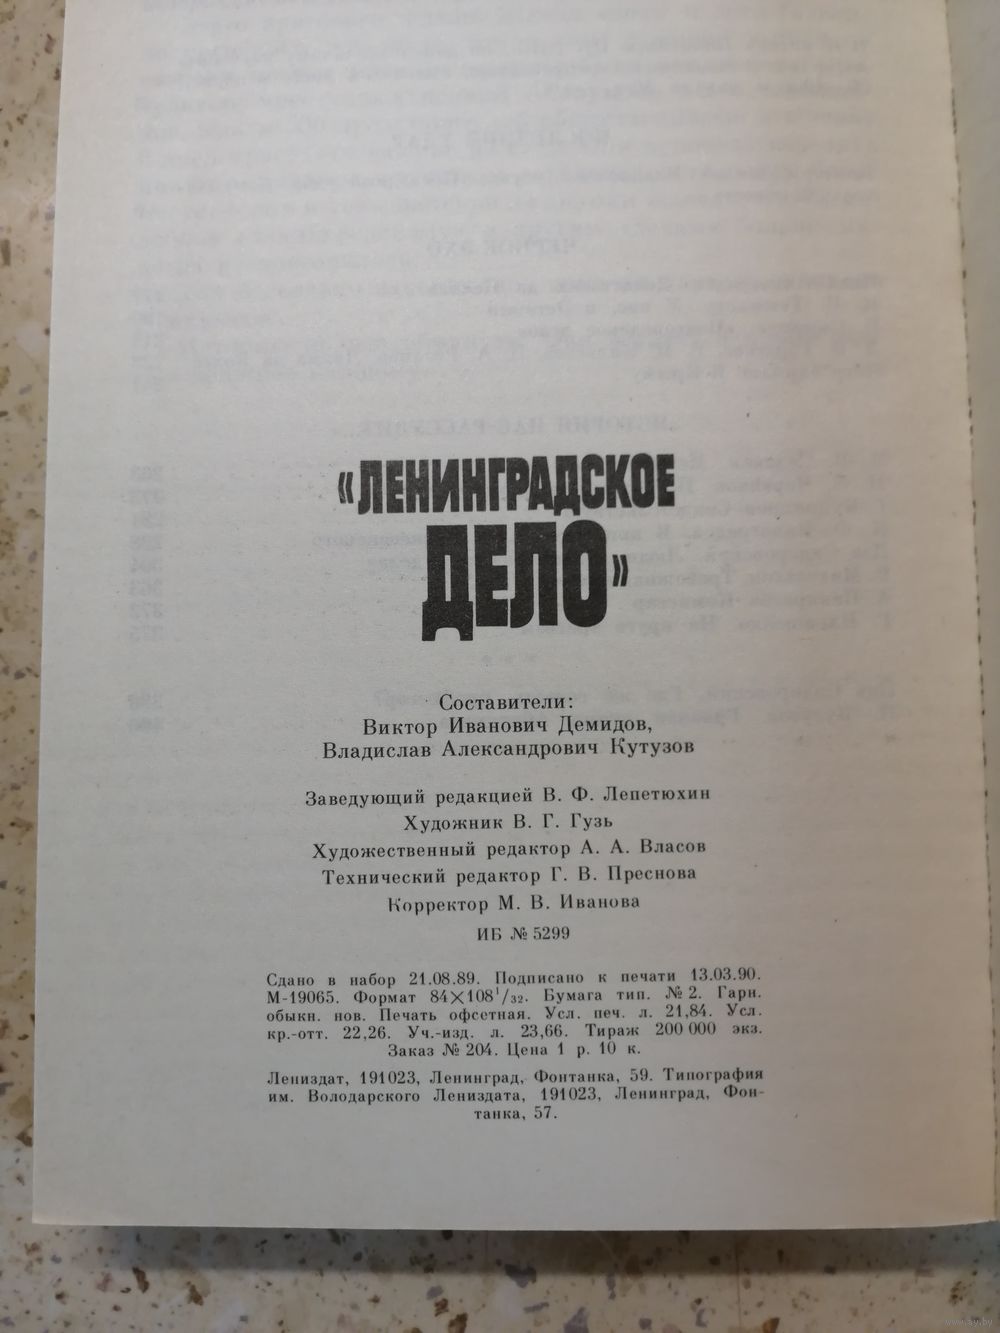 «ЛЕНИНГРАДСКОЕ
ДЕЛО»
Составители:
Виктор Иванович Демидов,
Владислав Александрович Кутузов
Заведующий редакцией В. Ф. Лепетюхин
Художник В. Г. Гузь
Художественный редактор А. А. Власов
Технический редактор Г. В. Преснова
Корректор М. В. Иванова
ИБ № 5299
Сдано в набор 21.08.89. Подписано к печати 13.03.90.
М-19065. Формат 84×108¹/₃₂. Бумага тип. № 2. Гарн.
обыкн. нов. Печать офсетная. Усл. печ. л. 21,84. Усл.
кр.-отт. 22,26. Уч.-изд. л. 23,66. Тираж 200 000 экз.
Заказ № 204. Цена 1 р. 10 к.
Лениздат, 191023, Ленинград, Фонтанка, 59. Типография
им. Володарского Лениздата, 191023, Ленинград, Фон-
танка, 57.
www.ay.by